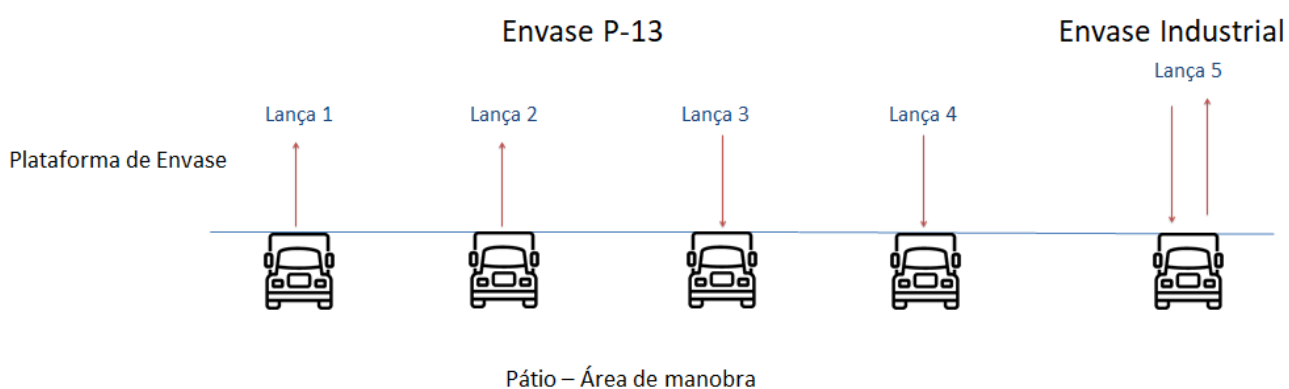 Envase P-13
Envase Industrial
Lança 5
Lança 1
Lança 2
Lança 3
Lança 4
Plataforma de Envase
Pátio – Área de manobra